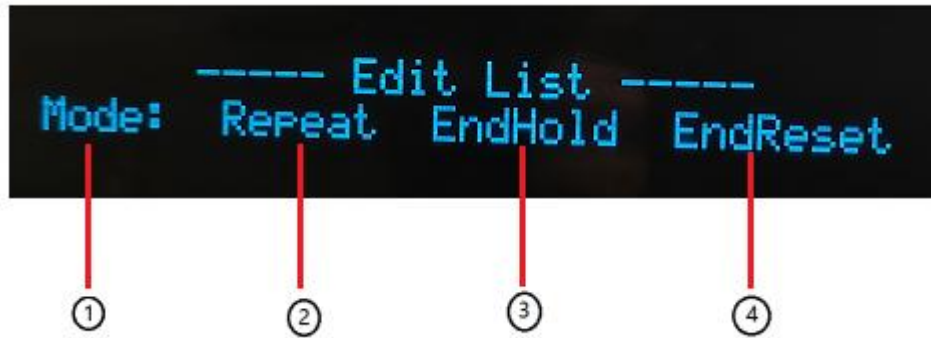 ----- Edit List -----
Mode: Repeat EndHold EndReset
1 2 3 4